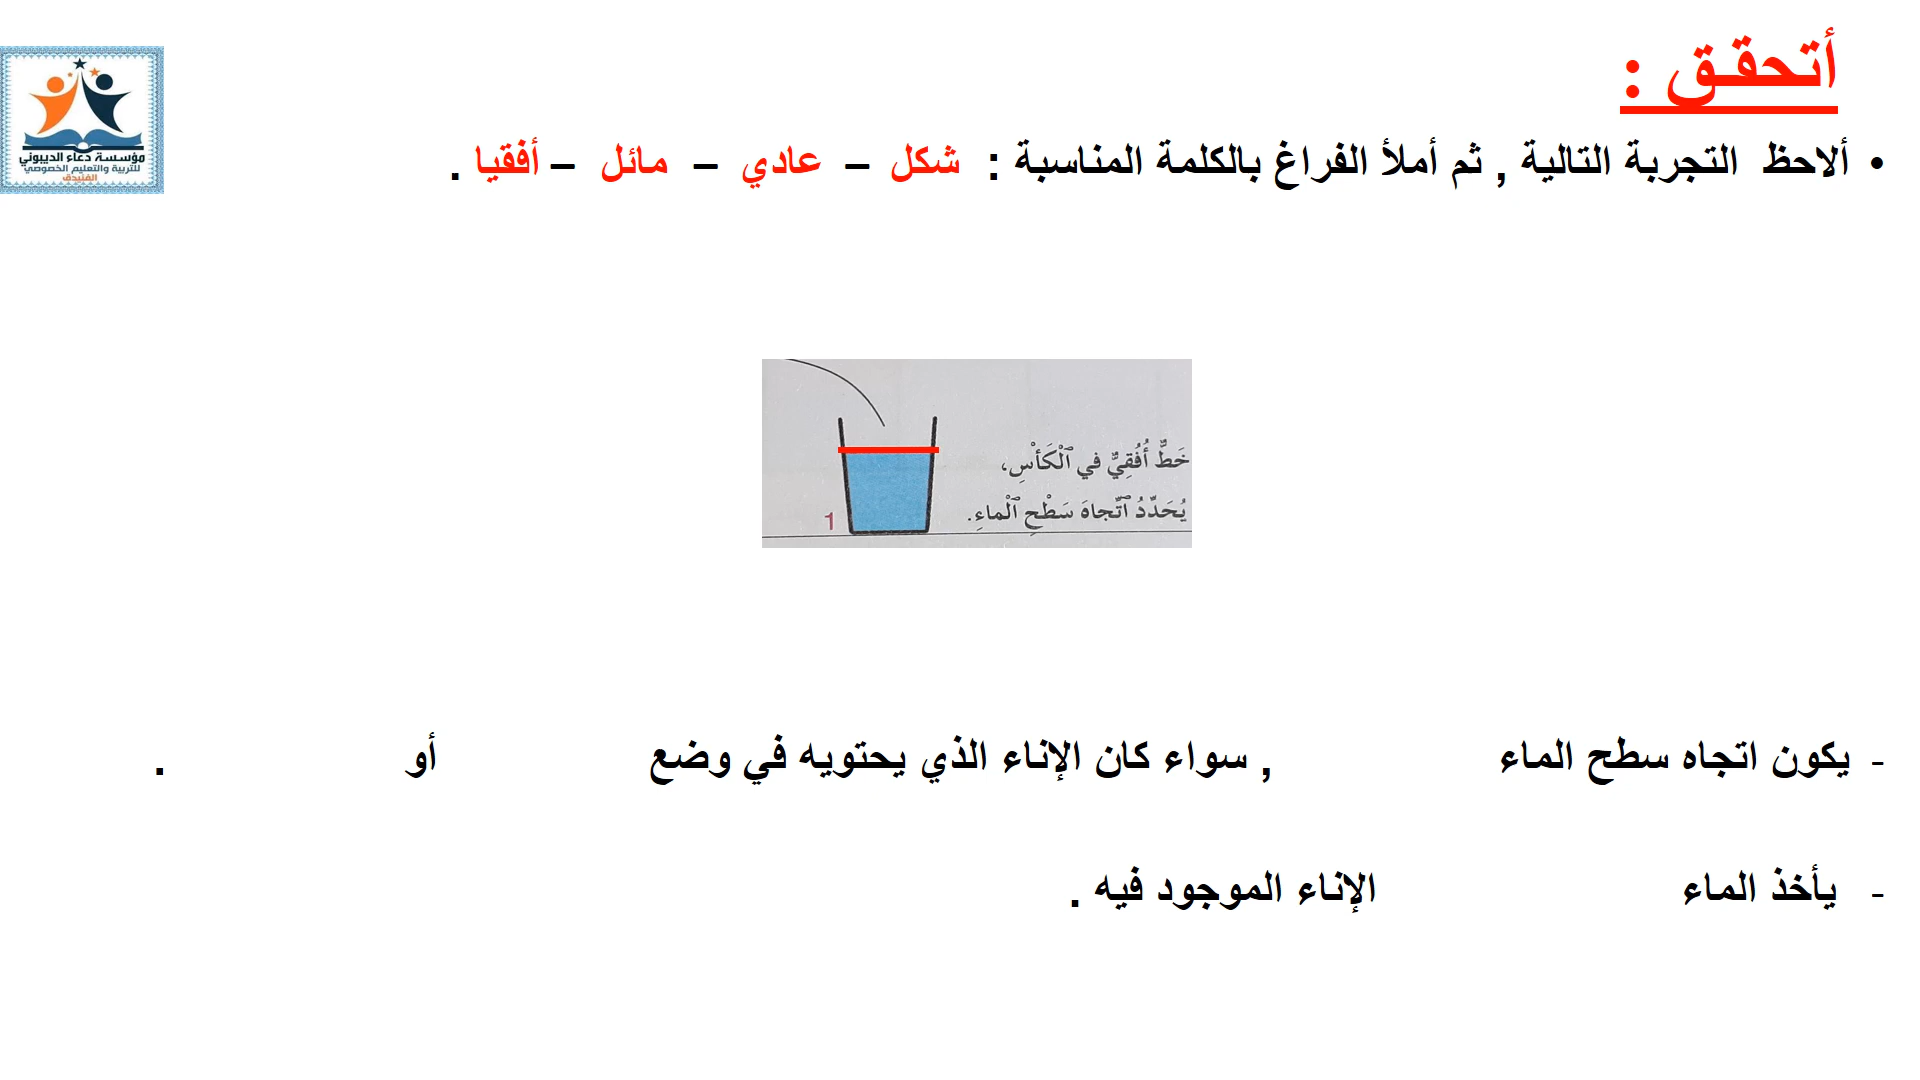 أتحقـق :
• ألاحظ التجربة التالية , ثم أملأ الفراغ بالكلمة المناسبة : شكل – عادي – مائل – أفقيا .
مؤسسة دعاء الديبوني
للتربية والتعليم الخصوصي
الفنيدق
خَطٌّ أُفُقِيٌّ في ٱلْكَأْسِ،
يُحَدِّدُ ٱتِّجاهَ سَطْحِ ٱلْماءِ.
1
- يكون اتجاه سطح الماء , سواء كان الإناء الذي يحتويه في وضع أو .
- يأخذ الماء الإناء الموجود فيه .